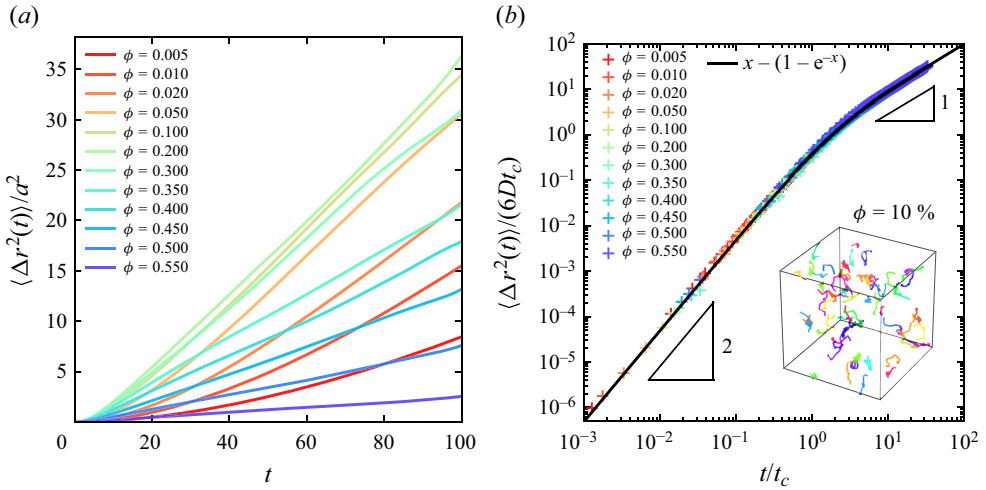 (a)
35
30
25
20
15
10
5
0
20
40
60
80
100
⟨Δr²(t)⟩/a²
t
ϕ = 0.005
ϕ = 0.010
ϕ = 0.020
ϕ = 0.050
ϕ = 0.100
ϕ = 0.200
ϕ = 0.300
ϕ = 0.350
ϕ = 0.400
ϕ = 0.450
ϕ = 0.500
ϕ = 0.550
(b)
10²
10¹
10⁰
10⁻¹
10⁻²
10⁻³
10⁻⁴
10⁻⁵
10⁻⁶
⟨Δr²(t)⟩/(6Dt_c)
ϕ = 0.005
ϕ = 0.010
ϕ = 0.020
ϕ = 0.050
ϕ = 0.100
ϕ = 0.200
ϕ = 0.300
ϕ = 0.350
ϕ = 0.400
ϕ = 0.450
ϕ = 0.500
ϕ = 0.550
x – (1 – e⁻ˣ)
1
2
ϕ = 10 %
10⁻³
10⁻²
10⁻¹
10⁰
10¹
10²
t/t_c